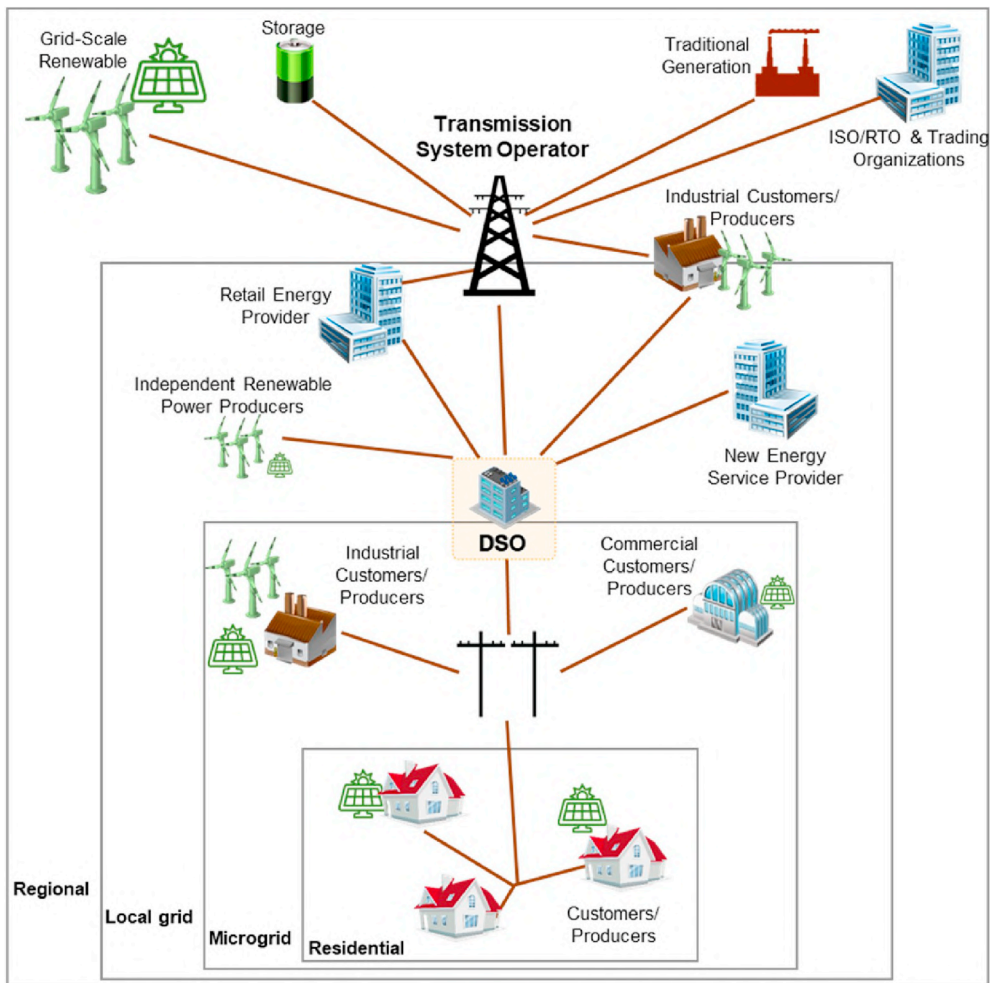 Grid-Scale
Renewable
Storage
Traditional
Generation
ISO/RTO & Trading
Organizations
Transmission
System Operator
Industrial Customers/
Producers
Retail Energy
Provider
Independent Renewable
Power Producers
New Energy
Service Provider
DSO
Industrial
Customers/
Producers
Commercial
Customers/
Producers
Customers/
Producers
Regional
Local grid
Microgrid
Residential